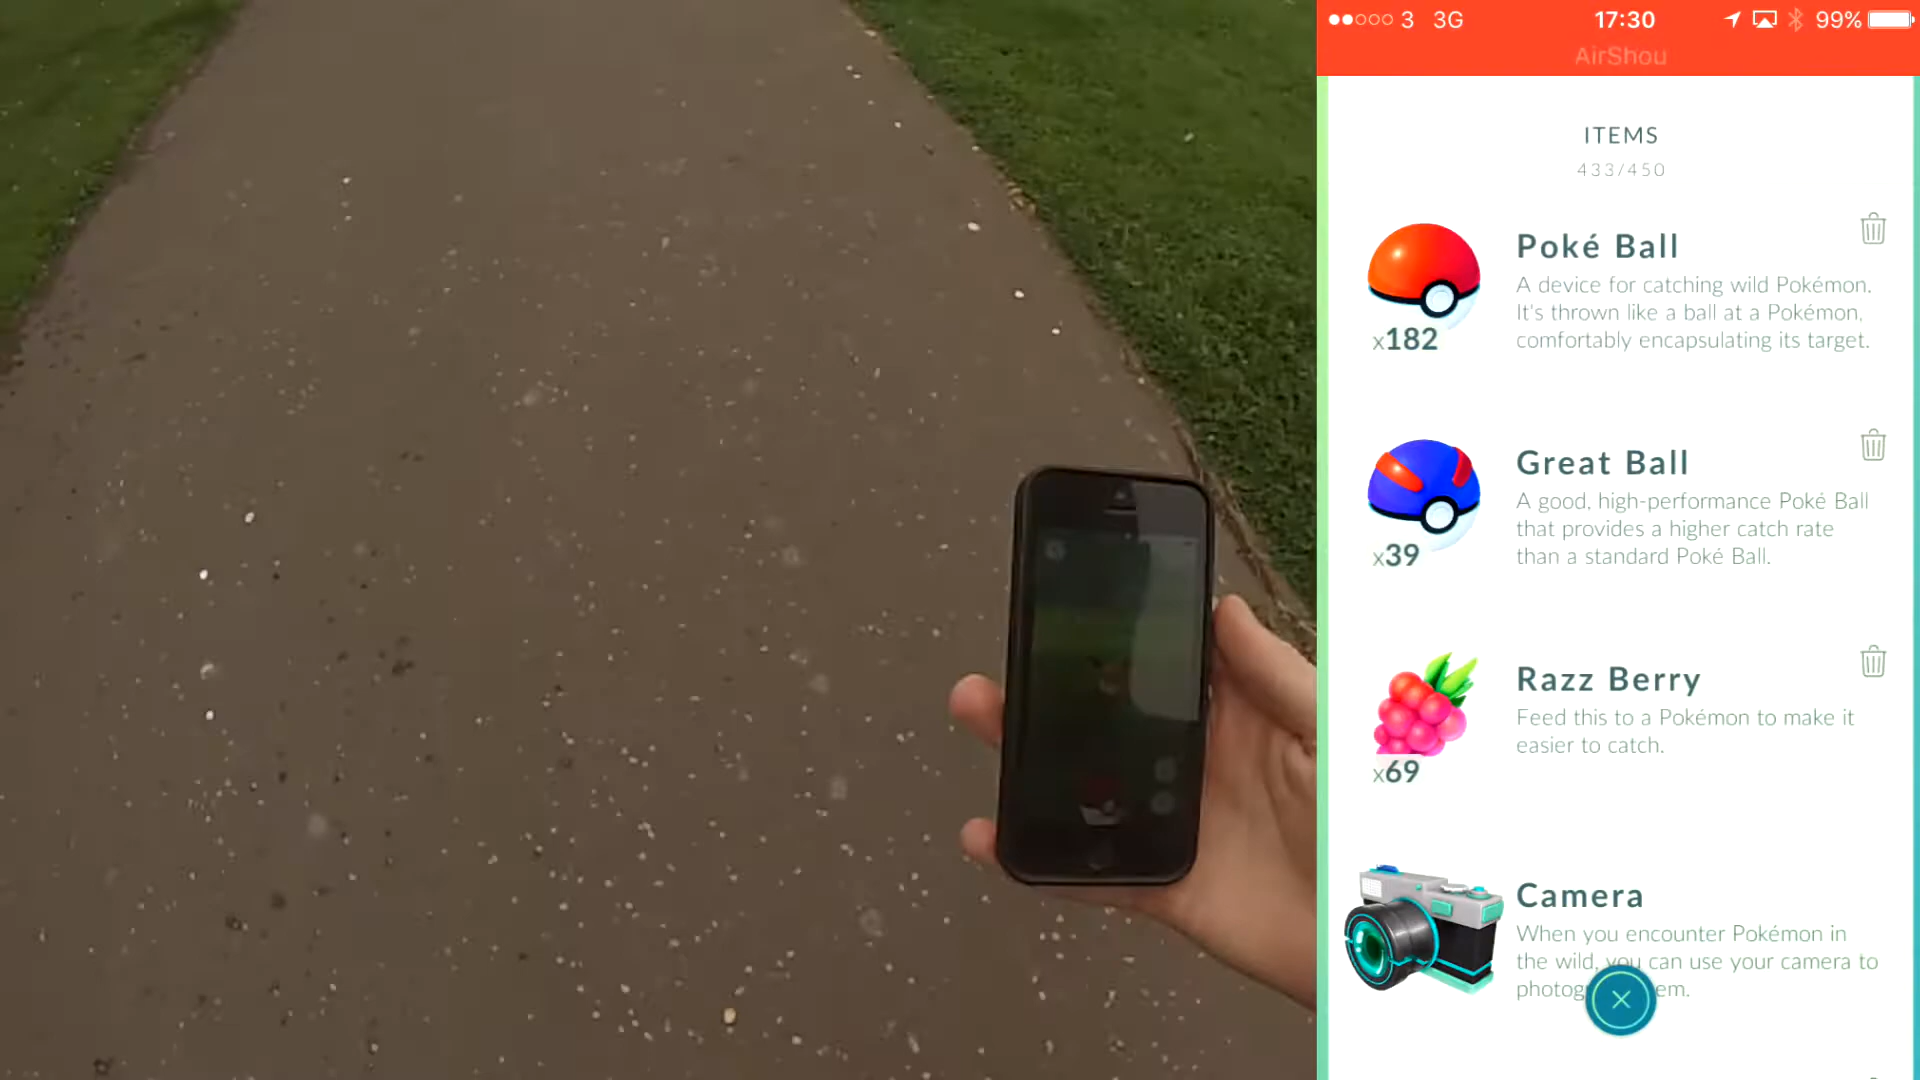 3 3G 17:30 99%
AirShou
ITEMS
433/450
Poké Ball
A device for catching wild Pokémon.
It's thrown like a ball at a Pokémon,
comfortably encapsulating its target.
x182
Great Ball
A good, high-performance Poké Ball
that provides a higher catch rate
than a standard Poké Ball.
x39
Razz Berry
Feed this to a Pokémon to make it
easier to catch.
x69
Camera
When you encounter Pokémon in
the wild, you can use your camera to